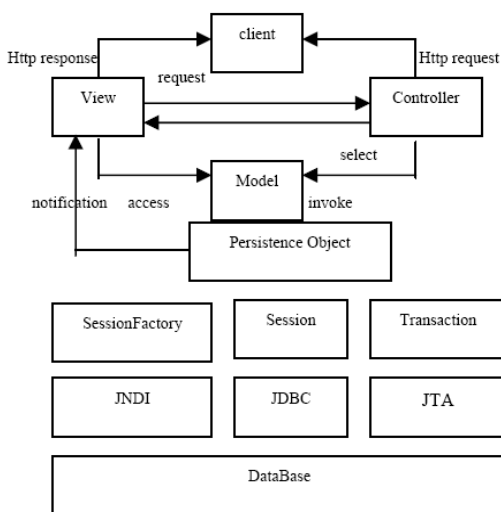 client
Http response
Http request
request
View
Controller
select
Model
notification
access
invoke
Persistence Object
SessionFactory
Session
Transaction
JNDI
JDBC
JTA
DataBase